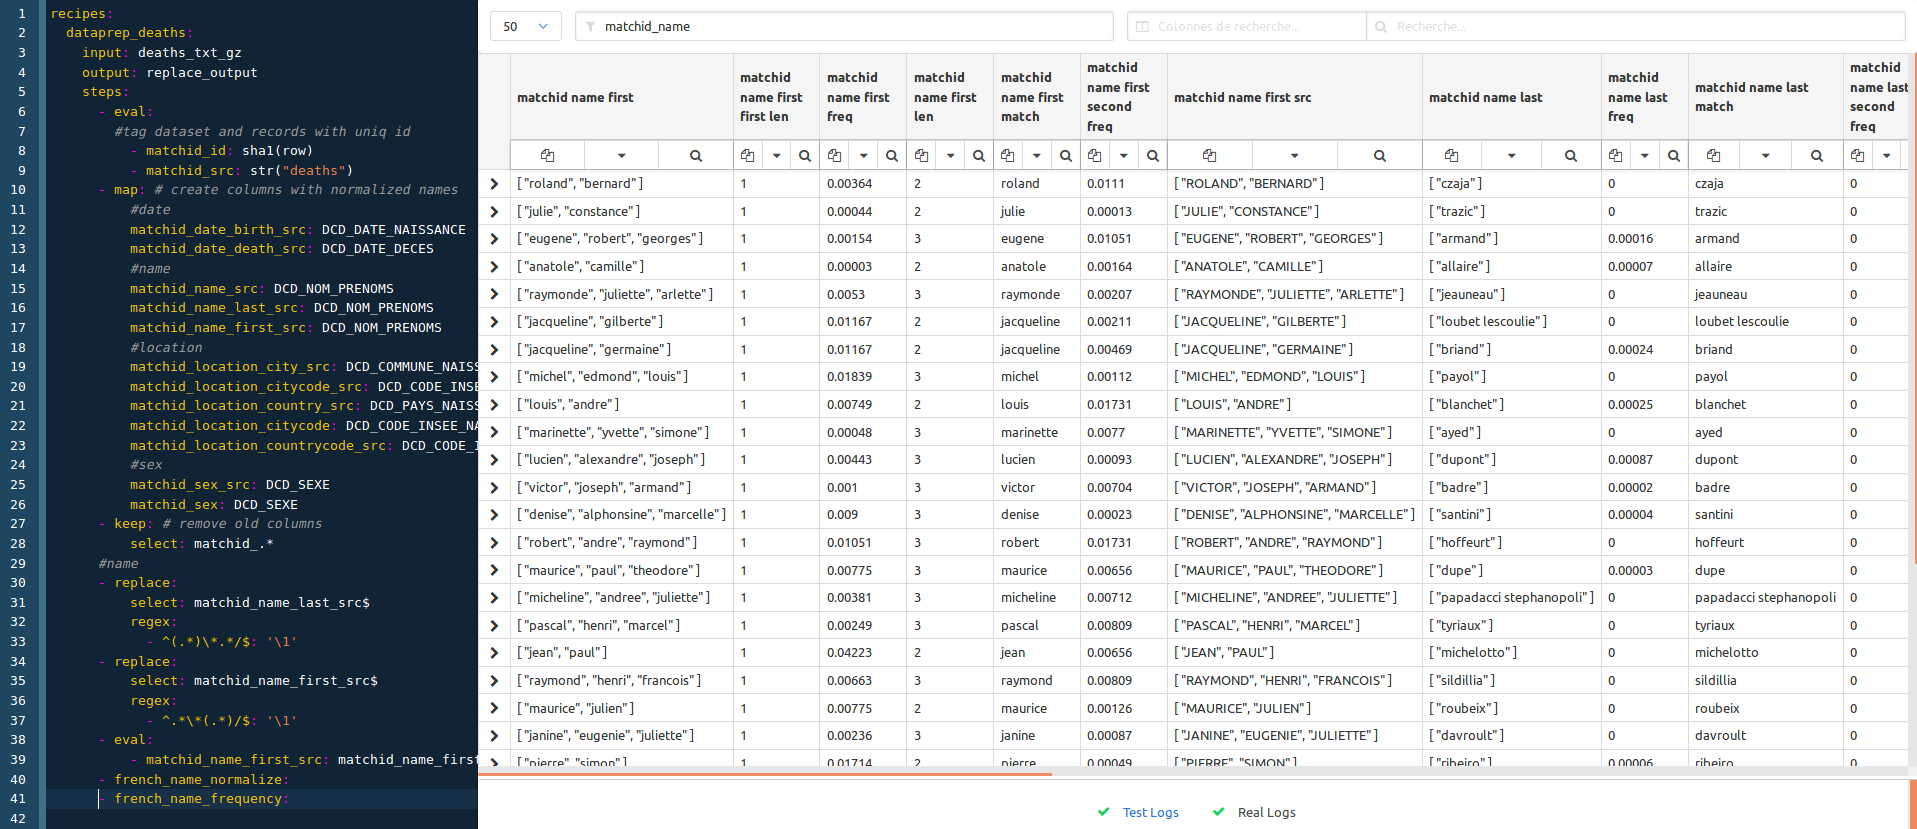 1 recipes:
2 dataprep_deaths:
3 input: deaths_txt_gz
4 output: replace_output
5 steps:
6 - eval:
7 #tag dataset and records with uniq id
8 - matchid_id: sha1(row)
9 - matchid_src: str("deaths")
10 - map: # create columns with normalized names
11 #date
12 matchid_date_birth_src: DCD_DATE_NAISSANCE
13 matchid_date_death_src: DCD_DATE_DECES
14 #name
15 matchid_name_src: DCD_NOM_PRENOMS
16 matchid_name_last_src: DCD_NOM_PRENOMS
17 matchid_name_first_src: DCD_NOM_PRENOMS
18 #location
19 matchid_location_city_src: DCD_COMMUNE_NAISS
20 matchid_location_citycode_src: DCD_CODE_INSE
21 matchid_location_country_src: DCD_PAYS_NAISS
22 matchid_location_citycode: DCD_CODE_INSEE_NA
23 matchid_location_countrycode_src: DCD_CODE_I
24 #sex
25 matchid_sex_src: DCD_SEXE
26 matchid_sex: DCD_SEXE
27 - keep: # remove old columns
28 select: matchid_.*
29 #name
30 - replace:
31 select: matchid_name_last_src$
32 regex:
33 - ^(.*)\*.*/$: '\1'
34 - replace:
35 select: matchid_name_first_src$
36 regex:
37 - ^.*\*(.*)/$: '\1'
38 - eval:
39 - matchid_name_first_src: matchid_name_first
40 - french_name_normalize:
41 - french_name_frequency:
42
50 matchid_name Colonnes de recherche... Recherche...
matchid name first | matchid name first first len | matchid name first freq | matchid name first len | matchid name first match | matchid name first second freq | matchid name first src | matchid name last | matchid name last freq | matchid name last match | matchid name last second freq
["roland", "bernard"] 1 0.00364 2 roland 0.0111 ["ROLAND", "BERNARD"] ["czaja"] 0 czaja 0
["julie", "constance"] 1 0.00044 2 julie 0.00013 ["JULIE", "CONSTANCE"] ["trazic"] 0 trazic 0
["eugene", "robert", "georges"] 1 0.00154 3 eugene 0.01051 ["EUGENE", "ROBERT", "GEORGES"] ["armand"] 0.00016 armand 0
["anatole", "camille"] 1 0.00003 2 anatole 0.00164 ["ANATOLE", "CAMILLE"] ["allaire"] 0.00007 allaire 0
["raymonde", "juliette", "arlette"] 1 0.0053 3 raymonde 0.00207 ["RAYMONDE", "JULIETTE", "ARLETTE"] ["jeauneau"] 0 jeauneau 0
["jacqueline", "gilberte"] 1 0.01167 2 jacqueline 0.00211 ["JACQUELINE", "GILBERTE"] ["loubet lescoulie"] 0 loubet lescoulie 0
["jacqueline", "germaine"] 1 0.01167 2 jacqueline 0.00469 ["JACQUELINE", "GERMAINE"] ["briand"] 0.00024 briand 0
["michel", "edmond", "louis"] 1 0.01839 3 michel 0.00112 ["MICHEL", "EDMOND", "LOUIS"] ["payol"] 0 payol 0
["louis", "andre"] 1 0.00749 2 louis 0.01731 ["LOUIS", "ANDRE"] ["blanchet"] 0.00025 blanchet 0
["marinette", "yvette", "simone"] 1 0.00048 3 marinette 0.0077 ["MARINETTE", "YVETTE", "SIMONE"] ["ayed"] 0 ayed 0
["lucien", "alexandre", "joseph"] 1 0.00443 3 lucien 0.00093 ["LUCIEN", "ALEXANDRE", "JOSEPH"] ["dupont"] 0.00087 dupont 0
["victor", "joseph", "armand"] 1 0.001 3 victor 0.00704 ["VICTOR", "JOSEPH", "ARMAND"] ["badre"] 0.00002 badre 0
["denise", "alphonsine", "marcelle"] 1 0.009 3 denise 0.00023 ["DENISE", "ALPHONSINE", "MARCELLE"] ["santini"] 0.00004 santini 0
["robert", "andre", "raymond"] 1 0.01051 3 robert 0.01731 ["ROBERT", "ANDRE", "RAYMOND"] ["hoffeurt"] 0 hoffeurt 0
["maurice", "paul", "theodore"] 1 0.00775 3 maurice 0.00656 ["MAURICE", "PAUL", "THEODORE"] ["dupe"] 0.00003 dupe 0
["micheline", "andree", "juliette"] 1 0.00381 3 micheline 0.00712 ["MICHELINE", "ANDREE", "JULIETTE"] ["papadacci stephanopoli"] 0 papadacci stephanopoli 0
["pascal", "henri", "marcel"] 1 0.00249 3 pascal 0.00809 ["PASCAL", "HENRI", "MARCEL"] ["tyriaux"] 0 tyriaux 0
["jean", "paul"] 1 0.04223 2 jean 0.00656 ["JEAN", "PAUL"] ["michelotto"] 0 michelotto 0
["raymond", "henri", "francois"] 1 0.00663 3 raymond 0.00809 ["RAYMOND", "HENRI", "FRANCOIS"] ["sildillia"] 0 sildillia 0
["maurice", "julien"] 1 0.00775 2 maurice 0.00126 ["MAURICE", "JULIEN"] ["roubeix"] 0 roubeix 0
["janine", "eugenie", "juliette"] 1 0.00236 3 janine 0.00087 ["JANINE", "EUGENIE", "JULIETTE"] ["davroult"] 0 davroult 0
["pierre", "simon"] 1 0.01714 2 pierre 0.00049 ["PIERRE", "SIMON"] ["ribeiro"] 0.00006 ribeiro 0
Test Logs Real Logs